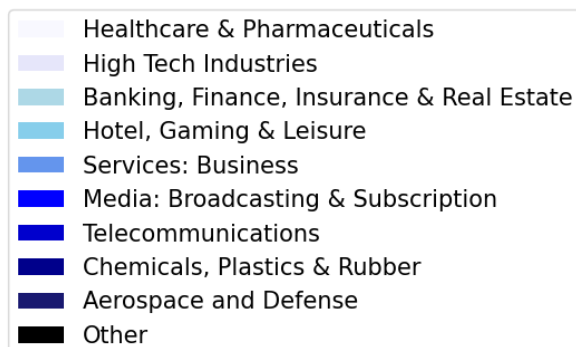 Healthcare & Pharmaceuticals
High Tech Industries
Banking, Finance, Insurance & Real Estate
Hotel, Gaming & Leisure
Services: Business
Media: Broadcasting & Subscription
Telecommunications
Chemicals, Plastics & Rubber
Aerospace and Defense
Other